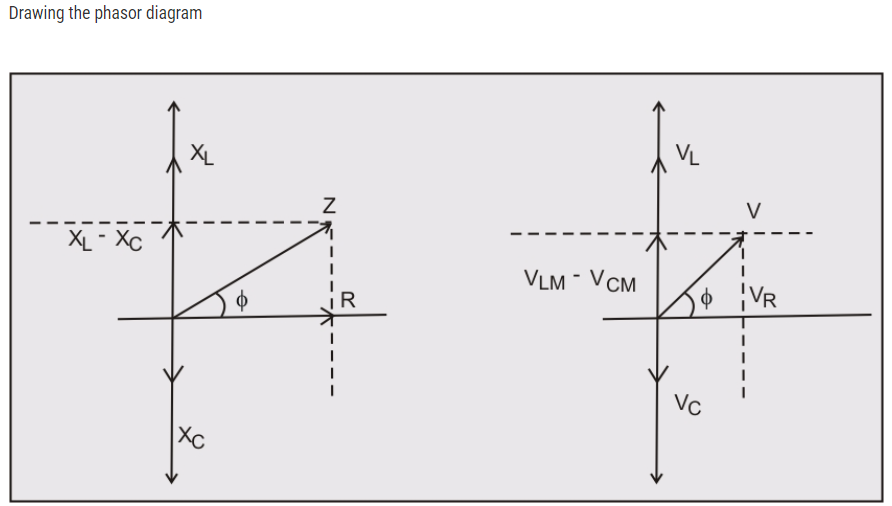 Drawing the phasor diagram
XL
VL
Z
V
XL - XC
VLM - VCM
ϕ
R
ϕ
VR
XC
VC